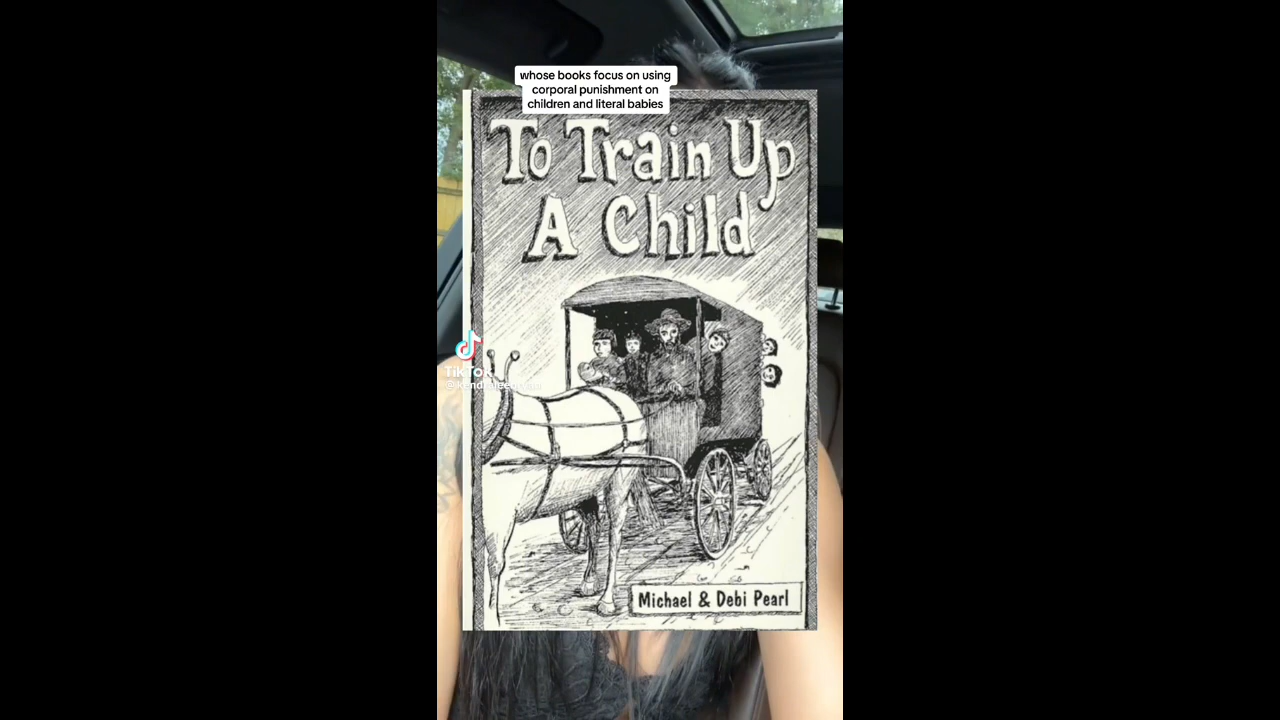 whose books focus on using
corporal punishment on
children and literal babies
To Train Up
A Child
TikTok
Michael & Debi Pearl